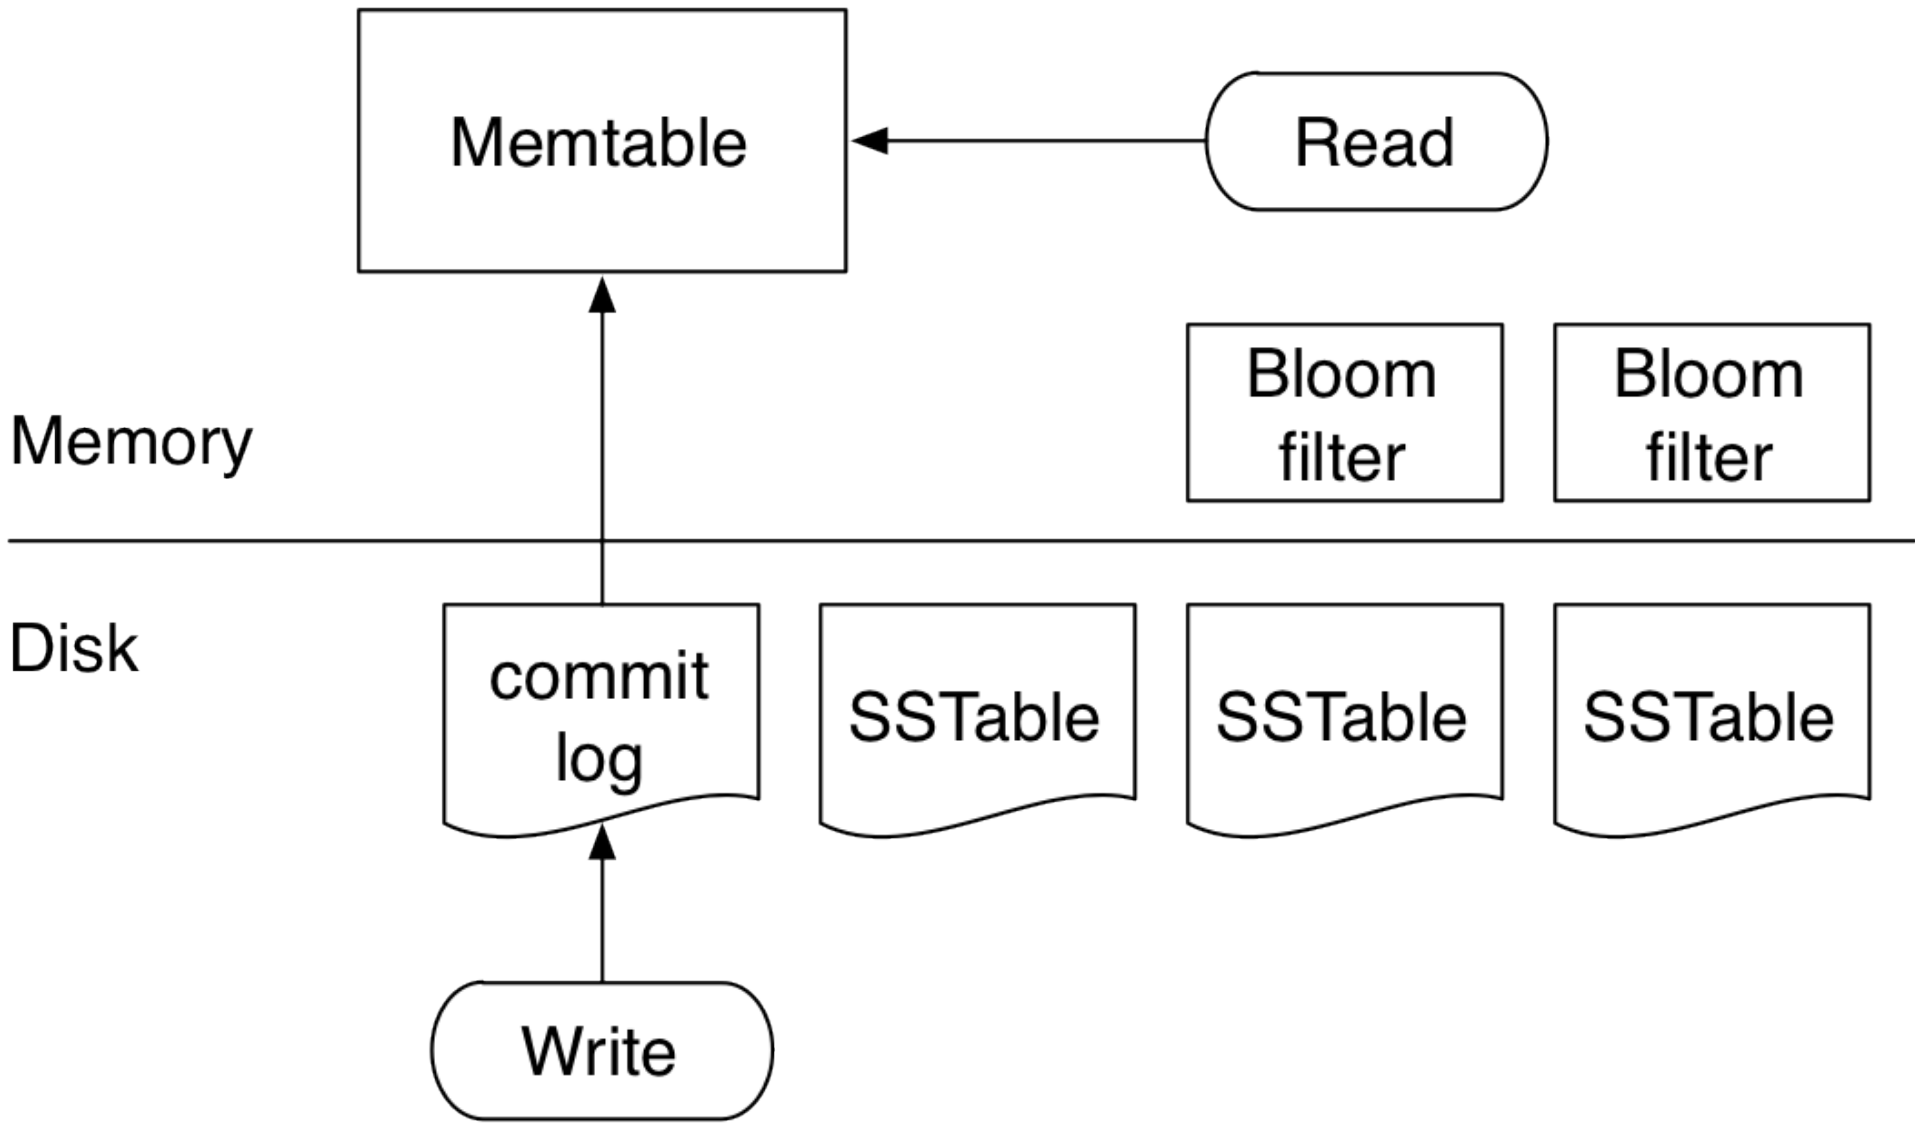 Memtable
Read
Bloom
filter
Bloom
filter
Memory
Disk
commit
log
SSTable
SSTable
SSTable
Write